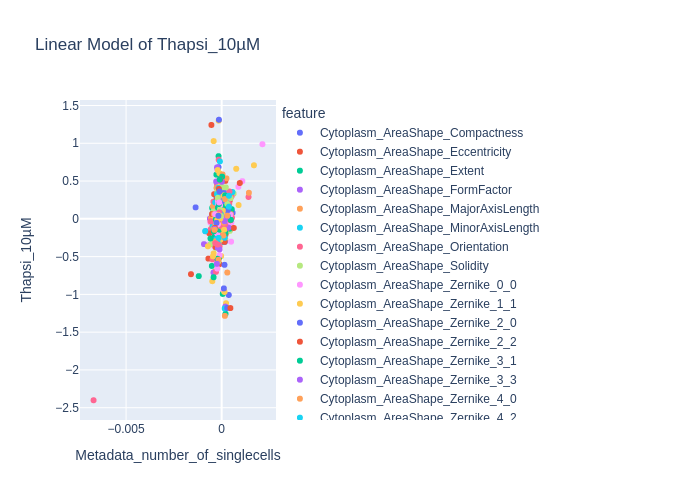 Linear Model of Thapsi_10µM
feature
1.5
1
0.5
0
−0.5
−1
−1.5
−2
−2.5
Thapsi_10µM
−0.005
0
Metadata_number_of_singlecells
Cytoplasm_AreaShape_Compactness
Cytoplasm_AreaShape_Eccentricity
Cytoplasm_AreaShape_Extent
Cytoplasm_AreaShape_FormFactor
Cytoplasm_AreaShape_MajorAxisLength
Cytoplasm_AreaShape_MinorAxisLength
Cytoplasm_AreaShape_Orientation
Cytoplasm_AreaShape_Solidity
Cytoplasm_AreaShape_Zernike_0_0
Cytoplasm_AreaShape_Zernike_1_1
Cytoplasm_AreaShape_Zernike_2_0
Cytoplasm_AreaShape_Zernike_2_2
Cytoplasm_AreaShape_Zernike_3_1
Cytoplasm_AreaShape_Zernike_3_3
Cytoplasm_AreaShape_Zernike_4_0
Cytoplasm_AreaShape_Zernike_4_2